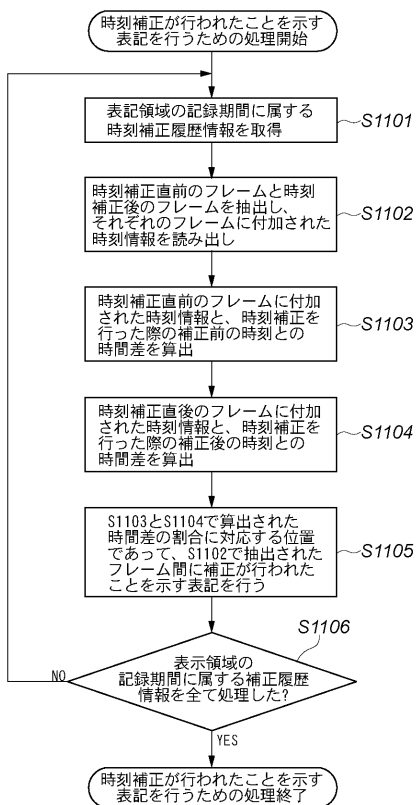 時刻補正が行われたことを示す
表記を行うための処理開始
表記領域の記録期間に属する
時刻補正履歴情報を取得
S1101
時刻補正直前のフレームと時刻
補正後のフレームを抽出し、
それぞれのフレームに付加された
時刻情報を読み出し
S1102
時刻補正直前のフレームに付加
された時刻情報と、時刻補正を
行った際の補正前の時刻との
時間差を算出
S1103
時刻補正直後のフレームに付加
された時刻情報と、時刻補正を
行った際の補正後の時刻との
時間差を算出
S1104
S1103とS1104で算出された
時間差の割合に対応する位置
であって、S1102で抽出された
フレーム間に補正が行われた
ことを示す表記を行う
S1105
S1106
表示領域の
記録期間に属する補正履歴
情報を全て処理した?
NO
YES
時刻補正が行われたことを示す
表記を行うための処理終了